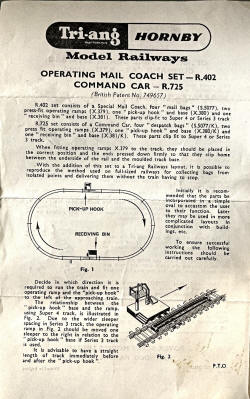 Tri-ang HORNBY
Model Railways
OPERATING MAIL COACH SET—R.402
COMMAND CAR — R.725
(British Patent No. 749657)
R.402 set consists of a Special Mail Coach, four "mail bags" (S.5077), two
press-fit operating ramps (X.379), one "pick-up hook" and base (X.380) and one
receiving bin" and base (X.381). These parts clip-fit to Super 4 or Series 3 track
R.725 set consists of a Command Car, four "despatch bags" (S.5077/K), two
press fit operating ramps (X.379), one "pick-up hook" and base (X.380/K) and
one "receiving bin" and base (X.381/K). These parts clip fit to Super 4 or Series 3
track.
When fitting operating ramps X.379 to the track, they should be placed in
the correct position and the ends pressed down firmly so that they slip home
between the underside of the rail and the moulded track base.
With the addition of this set to a Tri-ang Railways layout, it is possible to
reproduce the method used on full-sized railways for collecting bags from
isolated points and delivering them without the train having to stop.
PICK-UP HOOK
RECEIVING BIN
Fig. 1
Initially it is
recommended
that the parts be
incorporated in a simple
oval to accustom the user
in their function. Later
they may be used in more
complicated layouts in
conjunction with build-
ings, etc.
To ensure successful
working the following
instructions should be
carried out carefully.
Decide in which direction it is
required to run the train and fit one
operating ramp and the "pick-up hook"
to the left of the approaching train.
The relationship between the
"pick-up hook" base and the ramp,
using Super 4 track, is illustrated in
Fig. 2. Due to the wider sleeper
spacing in Series 3 track, the operating
ramp in Fig. 2 should be moved one
sleeper to the right in relation to the
"pick-up hook" base if Series 3 track
is used.
It is advisable to have a straight
length of track immediately before
and after the "pick-up hook".
Fig. 2
P.T.O.